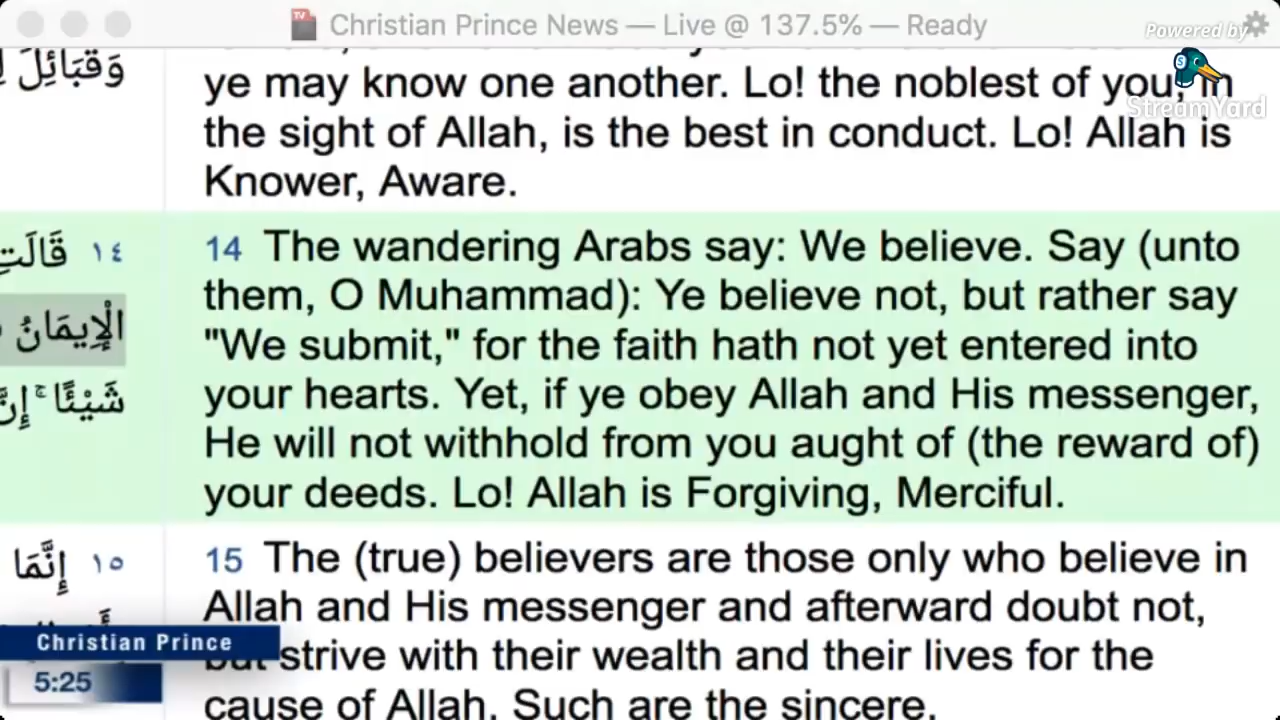 Christian Prince News — Live @ 137.5% — Ready
Powered by
StreamYard
ye may know one another. Lo! the noblest of you, in
the sight of Allah, is the best in conduct. Lo! Allah is
Knower, Aware.
وَقَبَائِلَ
14 The wandering Arabs say: We believe. Say (unto
them, O Muhammad): Ye believe not, but rather say
"We submit," for the faith hath not yet entered into
your hearts. Yet, if ye obey Allah and His messenger,
He will not withhold from you aught of (the reward of)
your deeds. Lo! Allah is Forgiving, Merciful.
١٤ قَالَتِ
الْإِيمَانُ
شَيْئًا ۚ إِنَّ
15 The (true) believers are those only who believe in
Allah and His messenger and afterward doubt not,
but strive with their wealth and their lives for the
cause of Allah. Such are the sincere.
١٥ إِنَّمَا
Christian Prince
5:25